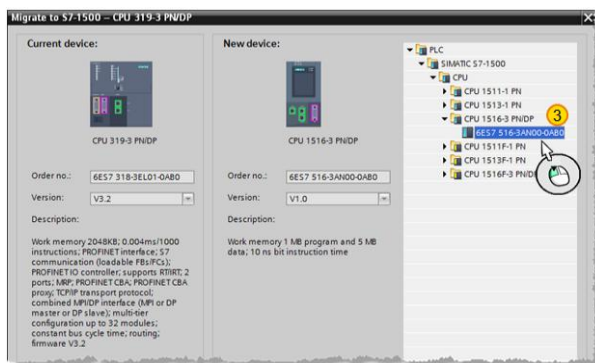 Migrate to S7-1500 – CPU 319-3 PN/DP
Current device:
CPU 319-3 PN/DP
Order no.: 6ES7 318-3EL01-0AB0
Version: V3.2
Description:
Work memory 2048KB; 0.004ms/1000
instructions; PROFINET interface; S7
communication (loadable FBs/FCs);
PROFINET IO controller; supports RT/IRT; 2
ports; MRP; PROFINET CBA; PROFINET CBA
proxy; TCP/IP transport protocol;
combined MPI/DP interface (MPI or DP
master or DP slave); multi-tier
configuration up to 32 modules;
constant bus cycle time; routing;
firmware V3.2
New device:
CPU 1516-3 PN/DP
Order no.: 6ES7 516-3AN00-0AB0
Version: V1.0
Description:
Work memory 1 MB program and 5 MB
data; 10 ns bit instruction time
PLC
SIMATIC S7-1500
CPU
CPU 1511-1 PN
CPU 1513-1 PN
CPU 1516-3 PN/DP
3
6ES7 516-3AN00-0AB0
CPU 1511F-1 PN
CPU 1513F-1 PN
CPU 1516F-3 PN/DP